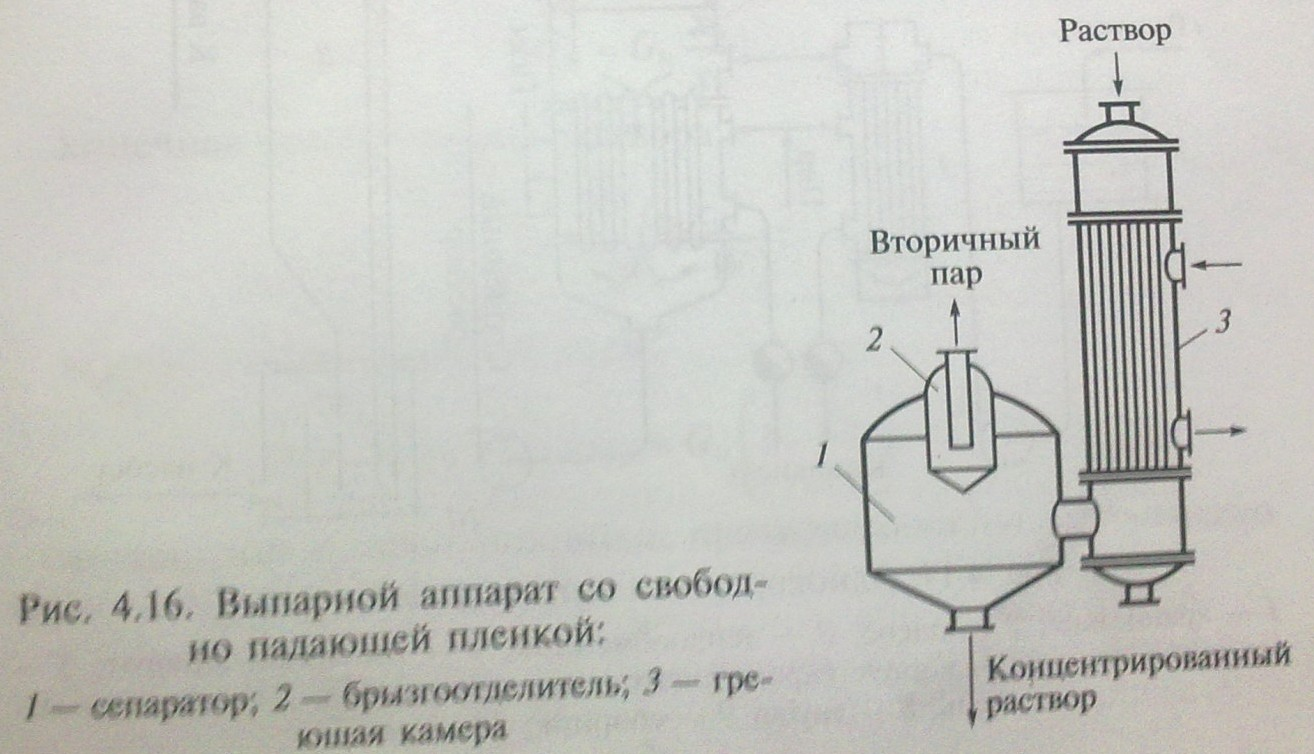 Раствор
Вторичный
пар
2
3
1
Рис. 4.16. Выпарной аппарат со свобод-
но падающей пленкой:
1 — сепаратор; 2 — брызгоотделитель; 3 — гре-
ющая камера
Концентрированный
раствор